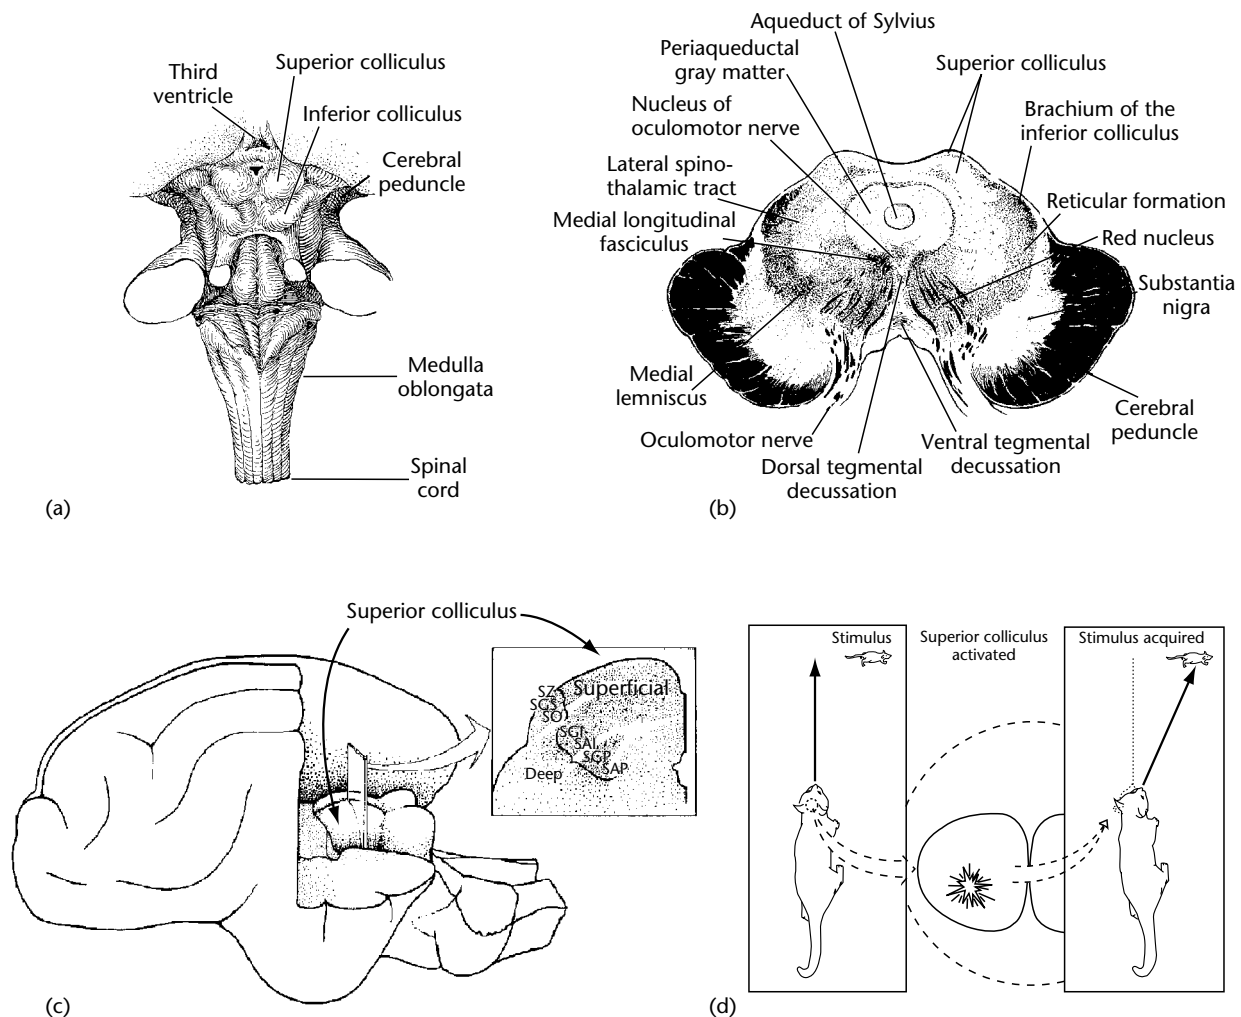 Third
ventricle
Superior colliculus
Inferior colliculus
Cerebral
peduncle
Medulla
oblongata
Spinal
cord
(a)
Aqueduct of Sylvius
Periaqueductal
gray matter
Superior colliculus
Nucleus of
oculomotor nerve
Brachium of the
inferior colliculus
Lateral spino-
thalamic tract
Reticular formation
Medial longitudinal
fasciculus
Red nucleus
Substantia
nigra
Medial
lemniscus
Cerebral
peduncle
Oculomotor nerve
Ventral tegmental
decussation
Dorsal tegmental
decussation
(b)
Superior colliculus
SZ
Superficial
SGS
SO
SGI
SAI
SGP
SAP
Deep
(c)
Stimulus
Superior colliculus
activated
Stimulus acquired
(d)